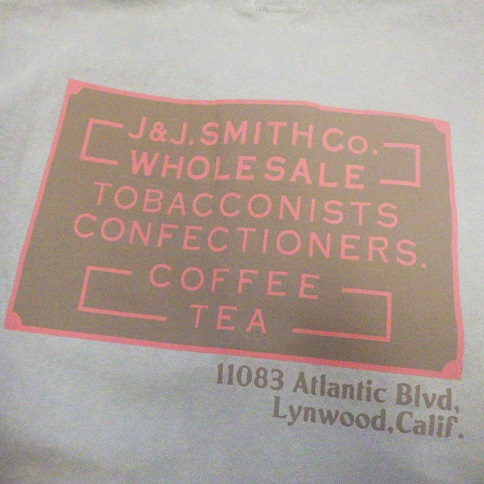 J&J. SMITH CO.
WHOLESALE
TOBACCONISTS
CONFECTIONERS.
COFFEE
TEA
11083 Atlantic Blvd,
Lynwood, Calif.